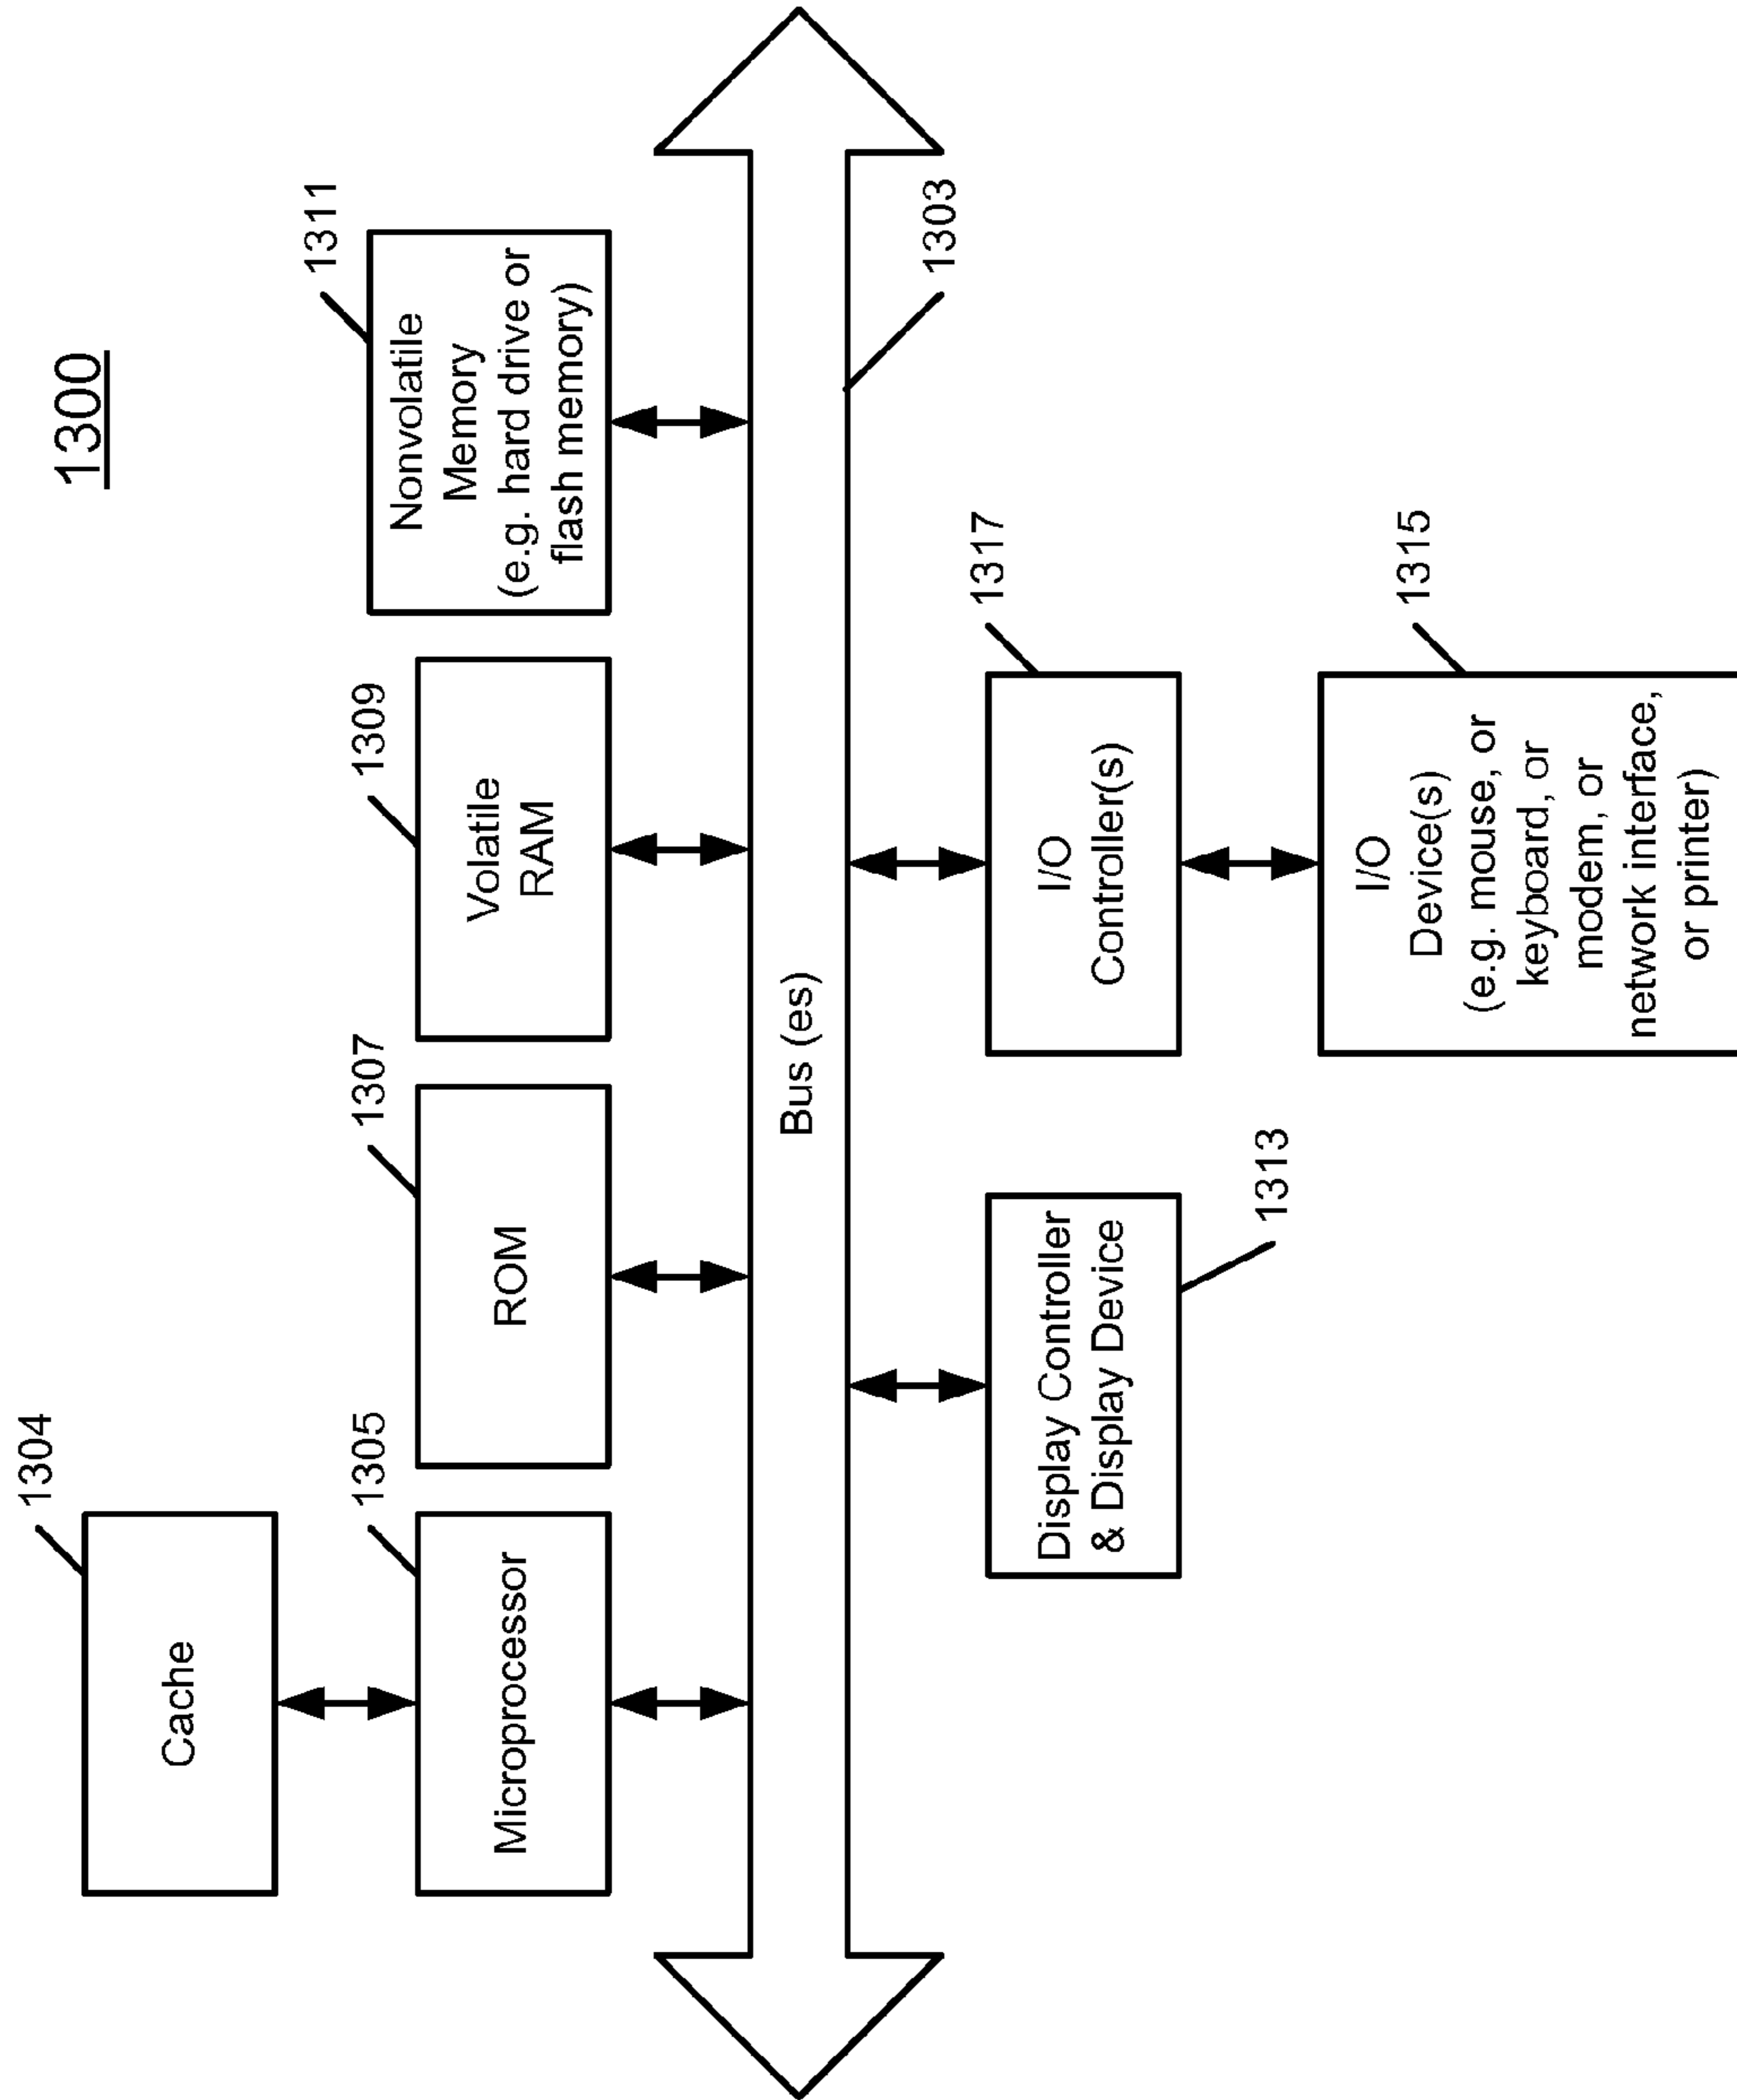 1300
1304
Cache
1305
Microprocessor
1307
ROM
1309
Volatile
RAM
1311
Nonvolatile
Memory
(e.g. hard drive or
flash memory)
Bus (es)
1303
Display Controller
& Display Device
1313
1317
I/O
Controller(s)
1315
I/O
Device(s)
(e.g. mouse, or
keyboard, or
modem, or
network interface,
or printer)